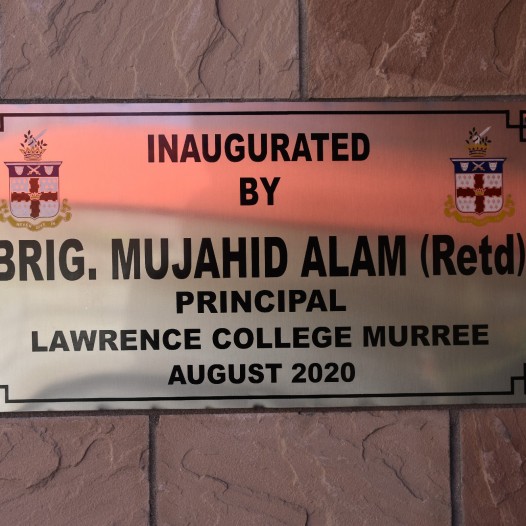 INAUGURATED
BY
BRIG. MUJAHID ALAM (Retd)
PRINCIPAL
LAWRENCE COLLEGE MURREE
AUGUST 2020